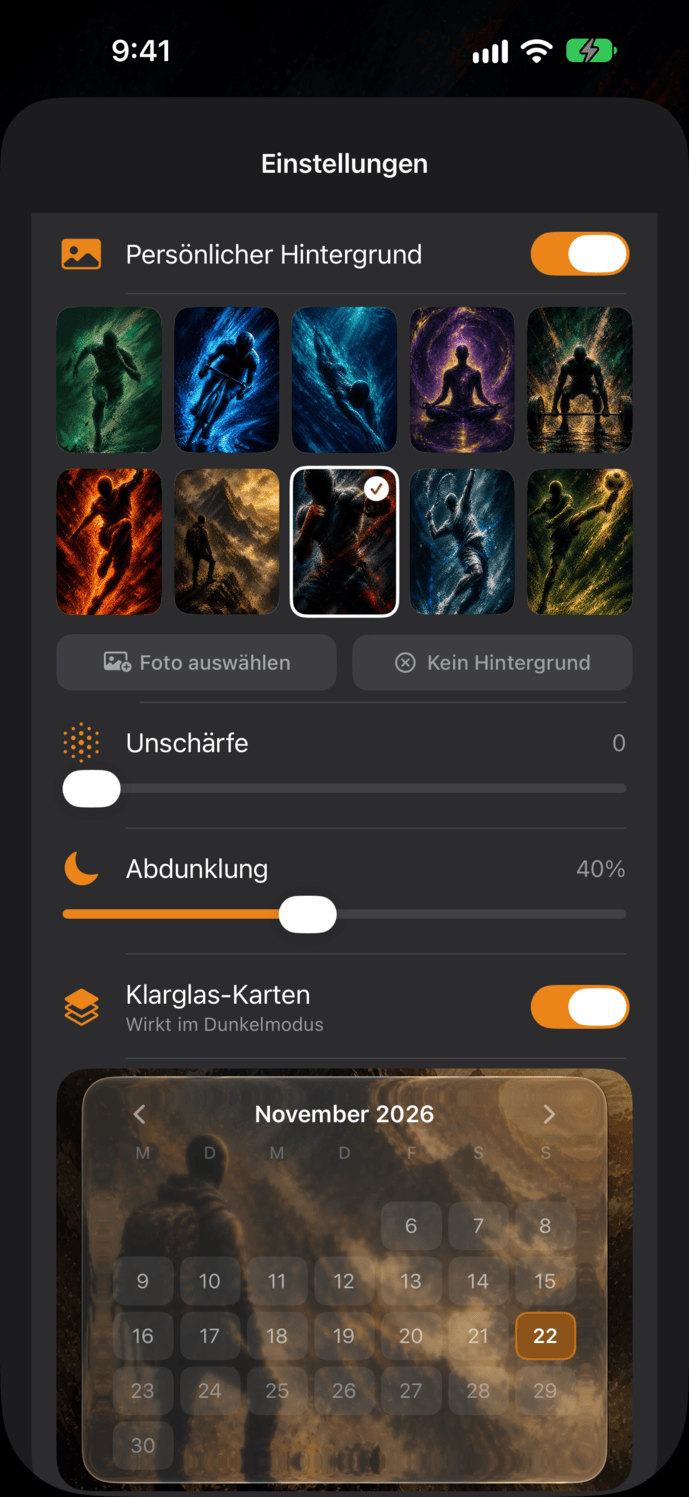 9:41
Einstellungen
Persönlicher Hintergrund
Foto auswählen
Kein Hintergrund
Unschärfe 0
Abdunklung 40%
Klarglas-Karten
Wirkt im Dunkelmodus
November 2026
M D M D F S S
6 7 8
9 10 11 12 13 14 15
16 17 18 19 20 21 22
23 24 25 26 27 28 29
30